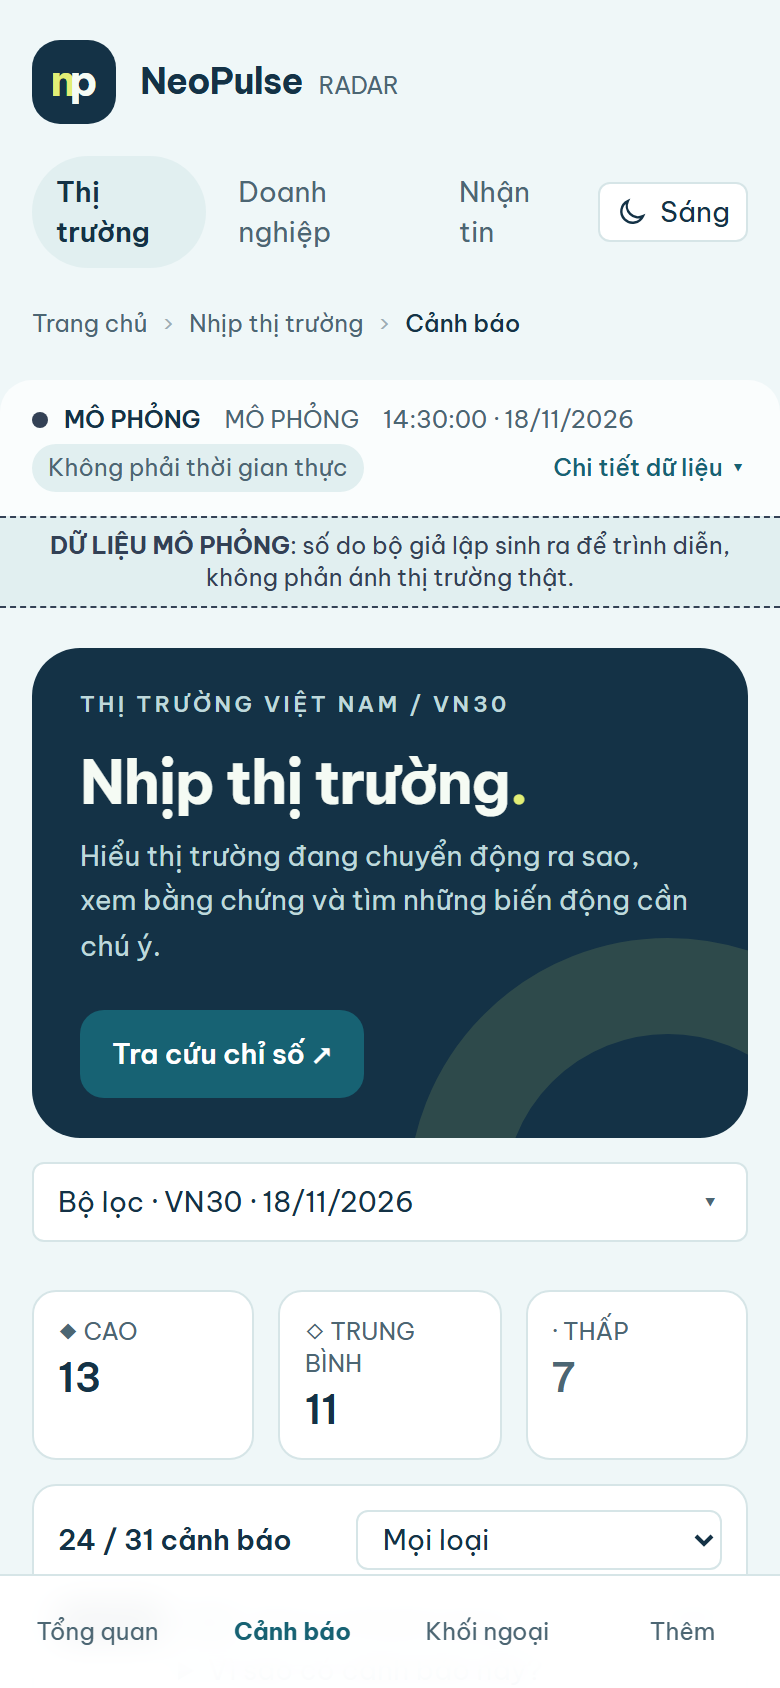 np NeoPulse RADAR
Thị trường
Doanh nghiệp
Nhận tin
Sáng
Trang chủ › Nhịp thị trường › Cảnh báo
MÔ PHỎNG MÔ PHỎNG 14:30:00 · 18/11/2026
Không phải thời gian thực Chi tiết dữ liệu ▾
DỮ LIỆU MÔ PHỎNG: số do bộ giả lập sinh ra để trình diễn,
không phản ánh thị trường thật.
THỊ TRƯỜNG VIỆT NAM / VN30
Nhịp thị trường.
Hiểu thị trường đang chuyển động ra sao,
xem bằng chứng và tìm những biến động cần
chú ý.
Tra cứu chỉ số ↗
Bộ lọc · VN30 · 18/11/2026 ▾
◆ CAO
13
◇ TRUNG
BÌNH
11
· THẤP
7
24 / 31 cảnh báo Mọi loại
Tổng quan Cảnh báo Khối ngoại Thêm